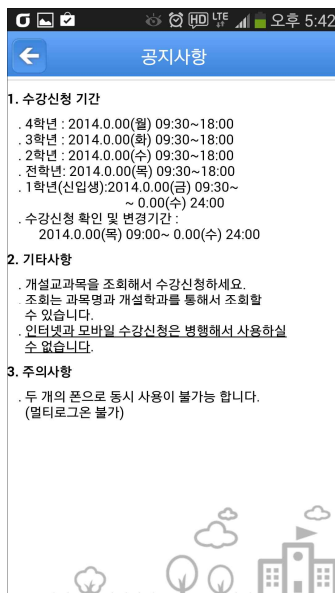 오후 5:42
공지사항
1. 수강신청 기간
. 4학년 : 2014.0.00(월) 09:30~18:00
. 3학년 : 2014.0.00(화) 09:30~18:00
. 2학년 : 2014.0.00(수) 09:30~18:00
. 전학년: 2014.0.00(목) 09:30~18:00
. 1학년(신입생):2014.0.00(금) 09:30~
~ 0.00(수) 24:00
. 수강신청 확인 및 변경기간 :
2014.0.00(목) 09:00~ 0.00(수) 24:00
2. 기타사항
. 개설교과목을 조회해서 수강신청하세요.
. 조회는 과목명과 개설학과를 통해서 조회할
수 있습니다.
. 인터넷과 모바일 수강신청은 병행해서 사용하실
수 없습니다.
3. 주의사항
. 두 개의 폰으로 동시 사용이 불가능 합니다.
(멀티로그온 불가)